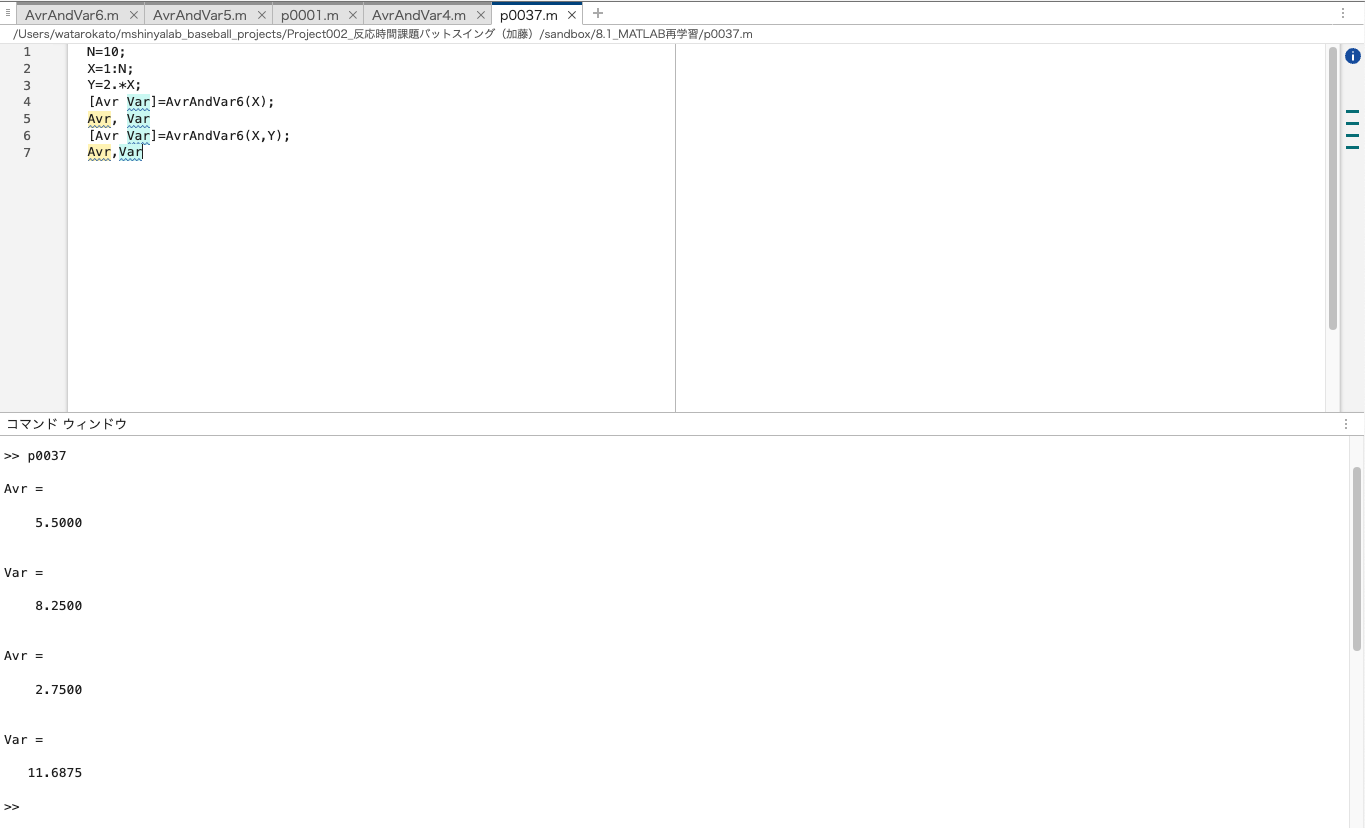 AvrAndVar6.m × AvrAndVar5.m × p0001.m × AvrAndVar4.m × p0037.m × +
/Users/watarokato/mshinyalab_baseball_projects/Project002_反応時間課題バットスイング（加藤）/sandbox/8.1_MATLAB再学習/p0037.m
1 N=10;
2 X=1:N;
3 Y=2.*X;
4 [Avr Var]=AvrAndVar6(X);
5 Avr, Var
6 [Avr Var]=AvrAndVar6(X,Y);
7 Avr,Var
コマンド ウィンドウ
>> p0037
Avr =
5.5000
Var =
8.2500
Avr =
2.7500
Var =
11.6875
>>